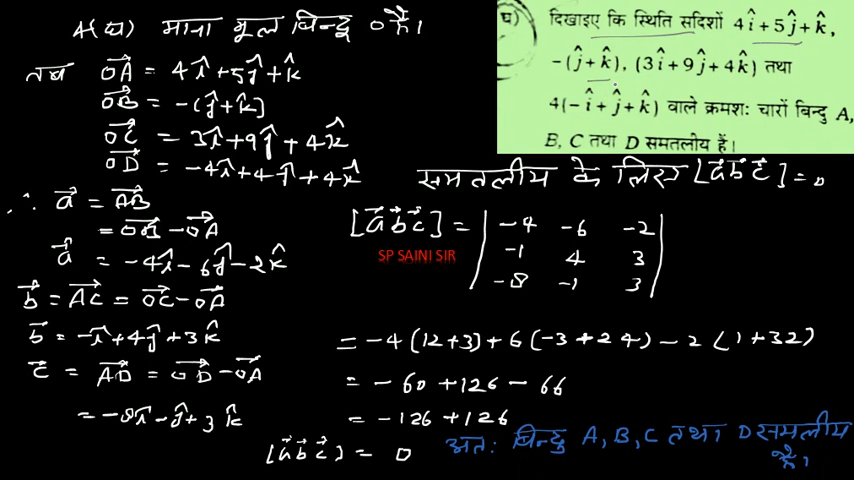 4(घ) माना मूल बिन्दु O है।
तब OA = 4î+5ĵ+k̂
OB = -(ĵ+k̂)
OC = 3î+9ĵ+4k̂
OD = -4î+4ĵ+4k̂
∴ a = AB
= OB - OA
a = -4î-6ĵ-2k̂
b = AC = OC - OA
b = -î+4ĵ+3k̂
c = AD = OD - OA
= -8î-ĵ+3k̂
घ) दिखाइए कि स्थिति सदिशों 4î+5ĵ+k̂,
-(ĵ+k̂), (3î+9ĵ+4k̂) तथा
4(-î+ĵ+k̂) वाले क्रमशः चारों बिन्दु A,
B, C तथा D समतलीय हैं।
समतलीय के लिए [a b c] = 0
[a b c] = | -4 -6 -2 |
| -1 4 3 |
| -8 -1 3 |
SP SAINI SIR
= -4(12+3)+6(-3+24)-2(1+32)
= -60+126-66
= -126+126
[a b c] = 0
अतः बिन्दु A, B, C तथा D समतलीय
है।